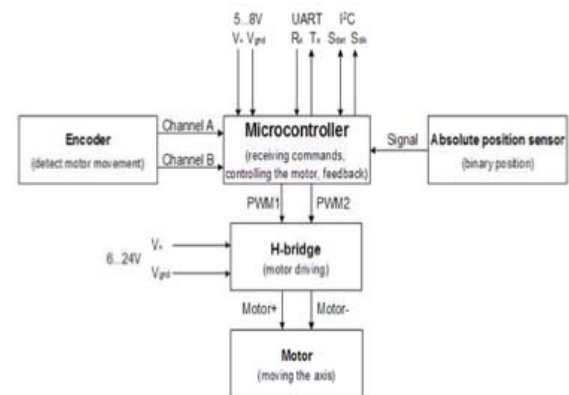 5...8V UART I²C
V+ Vgnd Rx Tx Sdat Sclk
Encoder
(detect motor movement)
Channel A
Channel B
Microcontroller
(receiving commands,
controlling the motor, feedback)
Signal
Absolute position sensor
(binary position)
PWM1 PWM2
6...24V
V+
Vgnd
H-bridge
(motor driving)
Motor+ Motor-
Motor
(moving the axis)